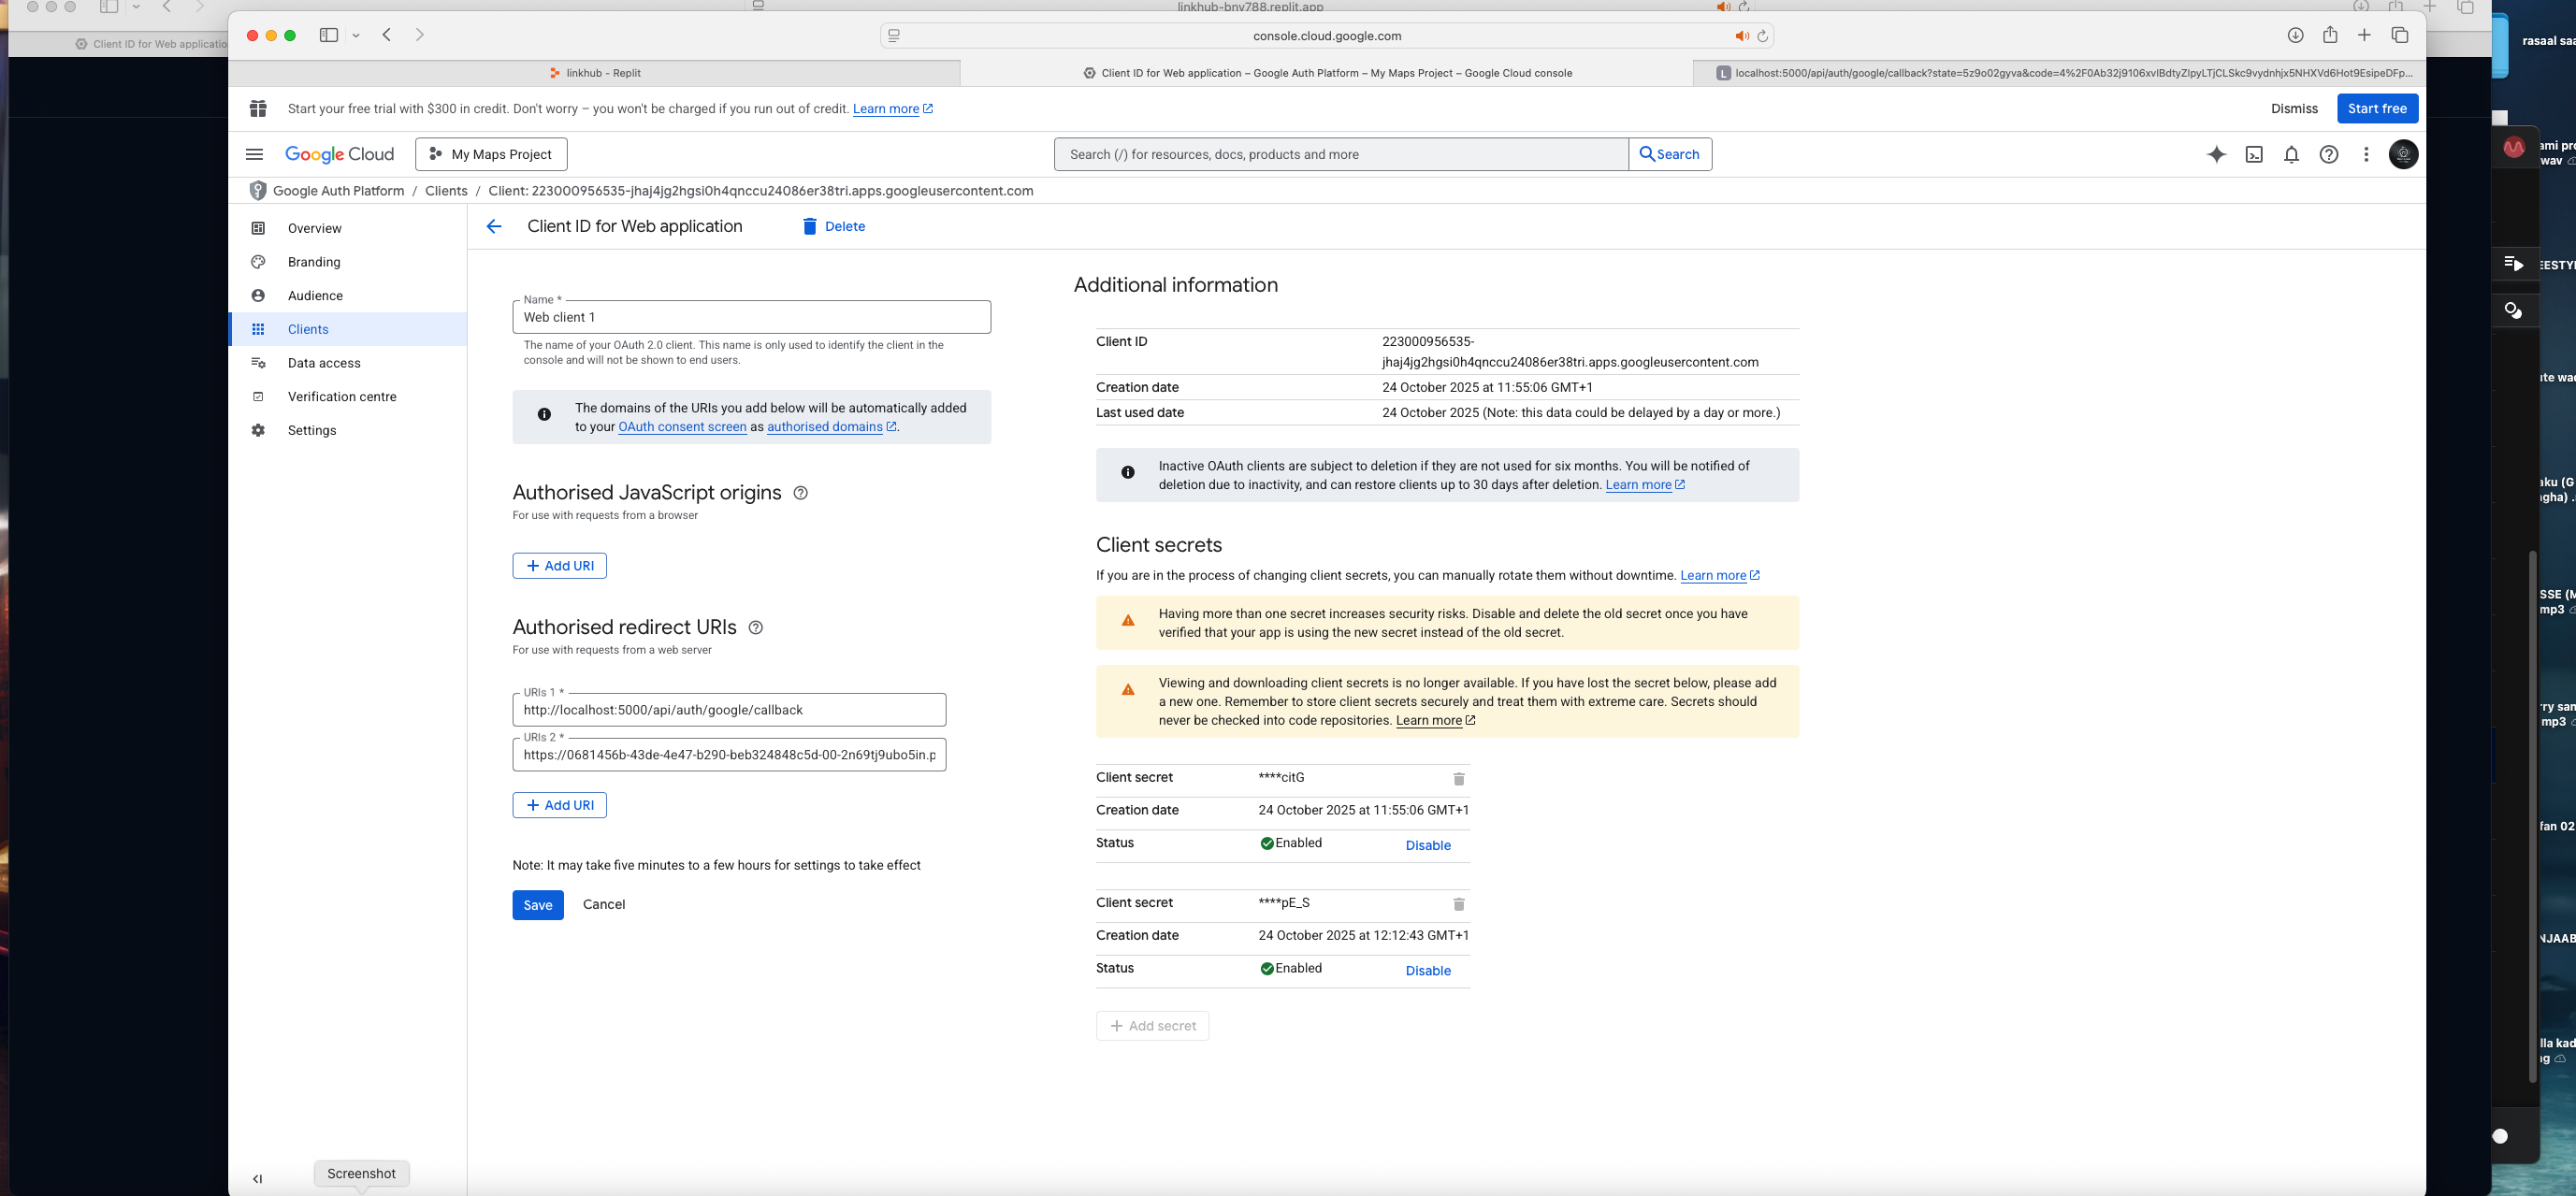 linkhub-bny788.replit.app
Client ID for Web applicatio
console.cloud.google.com
linkhub - Replit
Client ID for Web application – Google Auth Platform – My Maps Project – Google Cloud console
L
Start your free trial with $300 in credit. Don't worry – you won't be charged if you run out of credit. Learn more
Dismiss
Start free
Google Cloud
My Maps Project
Search (/) for resources, docs, products and more
Search
Google Auth Platform / Clients / Client: 223000956535-jhaj4jg2hgsi0h4qnccu24086er38tri.apps.googleusercontent.com
Overview
Branding
Audience
Clients
Data access
Verification centre
Settings
Client ID for Web application
Delete
Name *
Web client 1
The name of your OAuth 2.0 client. This name is only used to identify the client in the
console and will not be shown to end users.
The domains of the URIs you add below will be automatically added
to your OAuth consent screen as authorised domains.
Authorised JavaScript origins
For use with requests from a browser
+ Add URI
Authorised redirect URIs
For use with requests from a web server
URIs 1 *
http://localhost:5000/api/auth/google/callback
URIs 2 *
https://0681456b-43de-4e47-b290-beb324848c5d-00-2n69tj9ubo5in.p
+ Add URI
Note: It may take five minutes to a few hours for settings to take effect
Save
Cancel
Additional information
Client ID
223000956535-
jhaj4jg2hgsi0h4qnccu24086er38tri.apps.googleusercontent.com
Creation date
24 October 2025 at 11:55:06 GMT+1
Last used date
24 October 2025 (Note: this data could be delayed by a day or more.)
Inactive OAuth clients are subject to deletion if they are not used for six months. You will be notified of
deletion due to inactivity, and can restore clients up to 30 days after deletion. Learn more
Client secrets
If you are in the process of changing client secrets, you can manually rotate them without downtime. Learn more
Having more than one secret increases security risks. Disable and delete the old secret once you have
verified that your app is using the new secret instead of the old secret.
Viewing and downloading client secrets is no longer available. If you have lost the secret below, please add
a new one. Remember to store client secrets securely and treat them with extreme care. Secrets should
never be checked into code repositories. Learn more
Client secret
****citG
Creation date
24 October 2025 at 11:55:06 GMT+1
Status
Enabled
Disable
Client secret
****pE_S
Creation date
24 October 2025 at 12:12:43 GMT+1
Status
Enabled
Disable
+ Add secret
Screenshot
rasaal saa
ami pro
wav
EESTYL
ute wad
aku (G
gha) .
SSE (M
mp3
rry san
mp3
fan 02
NJAAB
lla kad
ng